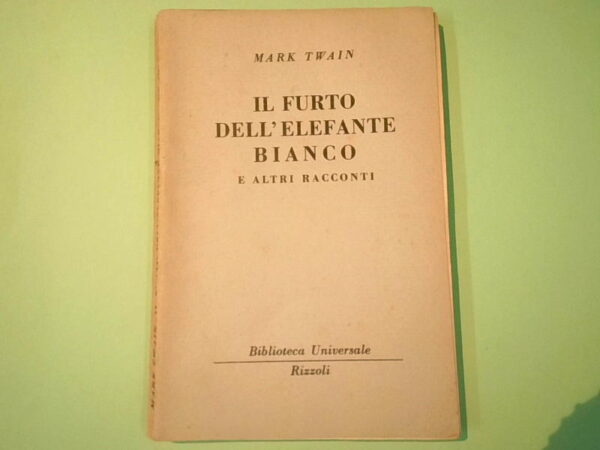 MARK TWAIN
IL FURTO
DELL'ELEFANTE
BIANCO
E ALTRI RACCONTI
Biblioteca Universale
Rizzoli